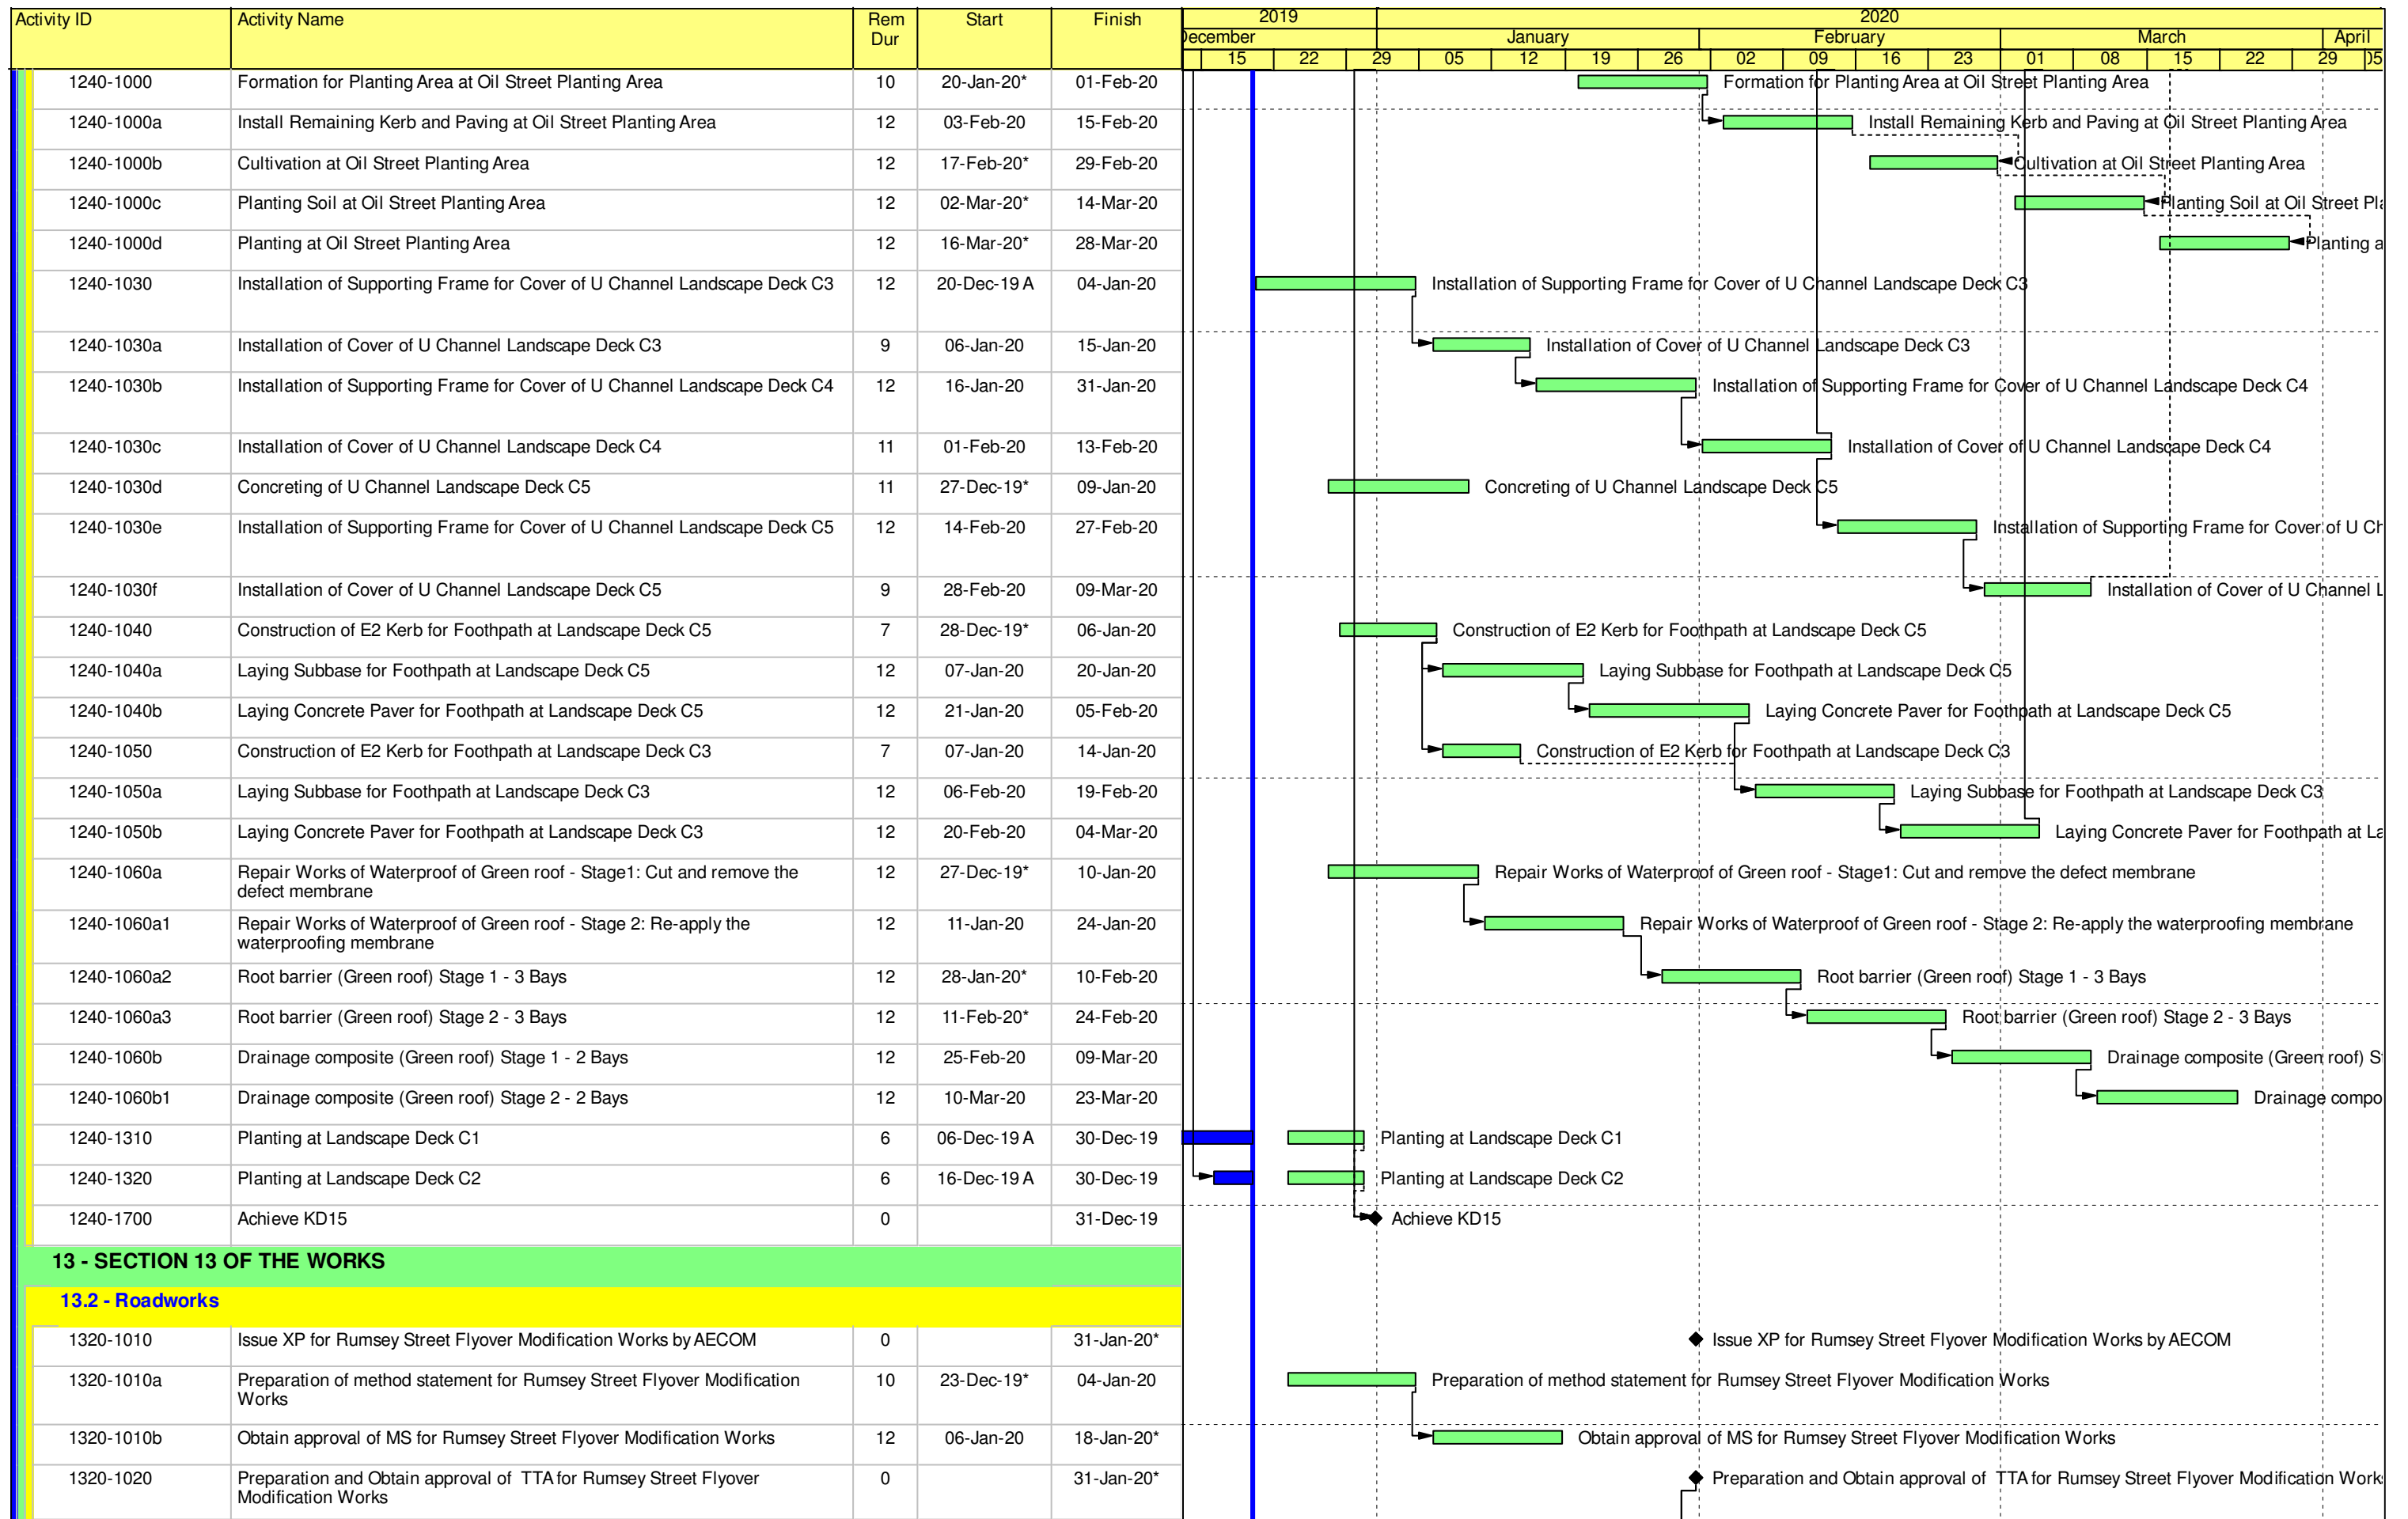 Activity ID Activity Name Rem Dur Start Finish 2019 2020
December January February March April
15 22 29 05 12 19 26 02 09 16 23 01 08 15 22 29 05
1240-1000 Formation for Planting Area at Oil Street Planting Area 10 20-Jan-20* 01-Feb-20 Formation for Planting Area at Oil Street Planting Area
1240-1000a Install Remaining Kerb and Paving at Oil Street Planting Area 12 03-Feb-20 15-Feb-20 Install Remaining Kerb and Paving at Oil Street Planting Area
1240-1000b Cultivation at Oil Street Planting Area 12 17-Feb-20* 29-Feb-20 Cultivation at Oil Street Planting Area
1240-1000c Planting Soil at Oil Street Planting Area 12 02-Mar-20* 14-Mar-20 Planting Soil at Oil Street Pla
1240-1000d Planting at Oil Street Planting Area 12 16-Mar-20* 28-Mar-20 Planting a
1240-1030 Installation of Supporting Frame for Cover of U Channel Landscape Deck C3 12 20-Dec-19 A 04-Jan-20 Installation of Supporting Frame for Cover of U Channel Landscape Deck C3
1240-1030a Installation of Cover of U Channel Landscape Deck C3 9 06-Jan-20 15-Jan-20 Installation of Cover of U Channel Landscape Deck C3
1240-1030b Installation of Supporting Frame for Cover of U Channel Landscape Deck C4 12 16-Jan-20 31-Jan-20 Installation of Supporting Frame for Cover of U Channel Landscape Deck C4
1240-1030c Installation of Cover of U Channel Landscape Deck C4 11 01-Feb-20 13-Feb-20 Installation of Cover of U Channel Landscape Deck C4
1240-1030d Concreting of U Channel Landscape Deck C5 11 27-Dec-19* 09-Jan-20 Concreting of U Channel Landscape Deck C5
1240-1030e Installation of Supporting Frame for Cover of U Channel Landscape Deck C5 12 14-Feb-20 27-Feb-20 Installation of Supporting Frame for Cover of U Ch
1240-1030f Installation of Cover of U Channel Landscape Deck C5 9 28-Feb-20 09-Mar-20 Installation of Cover of U Channel L
1240-1040 Construction of E2 Kerb for Foothpath at Landscape Deck C5 7 28-Dec-19* 06-Jan-20 Construction of E2 Kerb for Foothpath at Landscape Deck C5
1240-1040a Laying Subbase for Foothpath at Landscape Deck C5 12 07-Jan-20 20-Jan-20 Laying Subbase for Foothpath at Landscape Deck C5
1240-1040b Laying Concrete Paver for Foothpath at Landscape Deck C5 12 21-Jan-20 05-Feb-20 Laying Concrete Paver for Foothpath at Landscape Deck C5
1240-1050 Construction of E2 Kerb for Foothpath at Landscape Deck C3 7 07-Jan-20 14-Jan-20 Construction of E2 Kerb for Foothpath at Landscape Deck C3
1240-1050a Laying Subbase for Foothpath at Landscape Deck C3 12 06-Feb-20 19-Feb-20 Laying Subbase for Foothpath at Landscape Deck C3
1240-1050b Laying Concrete Paver for Foothpath at Landscape Deck C3 12 20-Feb-20 04-Mar-20 Laying Concrete Paver for Foothpath at La
1240-1060a Repair Works of Waterproof of Green roof - Stage1: Cut and remove the 12 27-Dec-19* 10-Jan-20 Repair Works of Waterproof of Green roof - Stage1: Cut and remove the defect membrane
defect membrane
1240-1060a1 Repair Works of Waterproof of Green roof - Stage 2: Re-apply the 12 11-Jan-20 24-Jan-20 Repair Works of Waterproof of Green roof - Stage 2: Re-apply the waterproofing membrane
waterproofing membrane
1240-1060a2 Root barrier (Green roof) Stage 1 - 3 Bays 12 28-Jan-20* 10-Feb-20 Root barrier (Green roof) Stage 1 - 3 Bays
1240-1060a3 Root barrier (Green roof) Stage 2 - 3 Bays 12 11-Feb-20* 24-Feb-20 Root barrier (Green roof) Stage 2 - 3 Bays
1240-1060b Drainage composite (Green roof) Stage 1 - 2 Bays 12 25-Feb-20 09-Mar-20 Drainage composite (Green roof) S
1240-1060b1 Drainage composite (Green roof) Stage 2 - 2 Bays 12 10-Mar-20 23-Mar-20 Drainage compo
1240-1310 Planting at Landscape Deck C1 6 06-Dec-19 A 30-Dec-19 Planting at Landscape Deck C1
1240-1320 Planting at Landscape Deck C2 6 16-Dec-19 A 30-Dec-19 Planting at Landscape Deck C2
1240-1700 Achieve KD15 0 31-Dec-19 Achieve KD15
13 - SECTION 13 OF THE WORKS
13.2 - Roadworks
1320-1010 Issue XP for Rumsey Street Flyover Modification Works by AECOM 0 31-Jan-20* Issue XP for Rumsey Street Flyover Modification Works by AECOM
1320-1010a Preparation of method statement for Rumsey Street Flyover Modification 10 23-Dec-19* 04-Jan-20 Preparation of method statement for Rumsey Street Flyover Modification Works
Works
1320-1010b Obtain approval of MS for Rumsey Street Flyover Modification Works 12 06-Jan-20 18-Jan-20* Obtain approval of MS for Rumsey Street Flyover Modification Works
1320-1020 Preparation and Obtain approval of TTA for Rumsey Street Flyover 0 31-Jan-20* Preparation and Obtain approval of TTA for Rumsey Street Flyover Modification Works
Modification Works